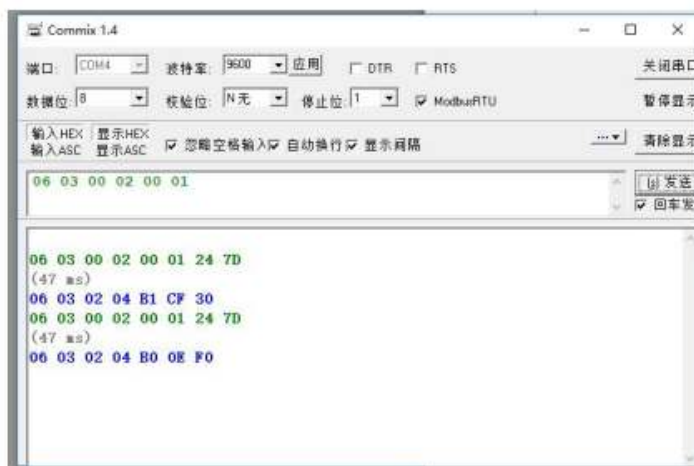 Commix 1.4
端口: COM4 波特率: 9600 应用 DTR RTS 关闭串口
数据位: 8 校验位: N无 停止位: 1 ModbusRTU 暂停显示
输入HEX 显示HEX
输入ASC 显示ASC 忽略空格输入 自动换行 显示间隔 ... 清除显示
06 03 00 02 00 01 发送
回车发
06 03 00 02 00 01 24 7D
(47 ms)
06 03 02 04 B1 CF 30
06 03 00 02 00 01 24 7D
(47 ms)
06 03 02 04 B0 0E F0